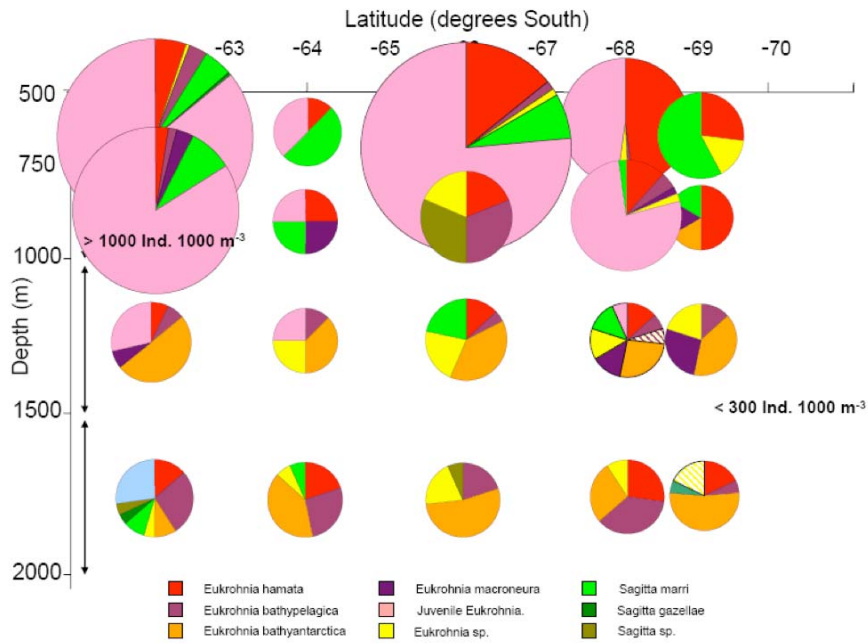 Latitude (degrees South)
-63 -64 -65 -67 -68 -69 -70
500
750
> 1000 Ind. 1000 m-3
1000
Depth (m)
< 300 Ind. 1000 m-3
1500
2000
Eukrohnia hamata
Eukrohnia macroneura
Sagitta marri
Eukrohnia bathypelagica
Juvenile Eukrohnia.
Sagitta gazellae
Eukrohnia bathyantarctica
Eukrohnia sp.
Sagitta sp.